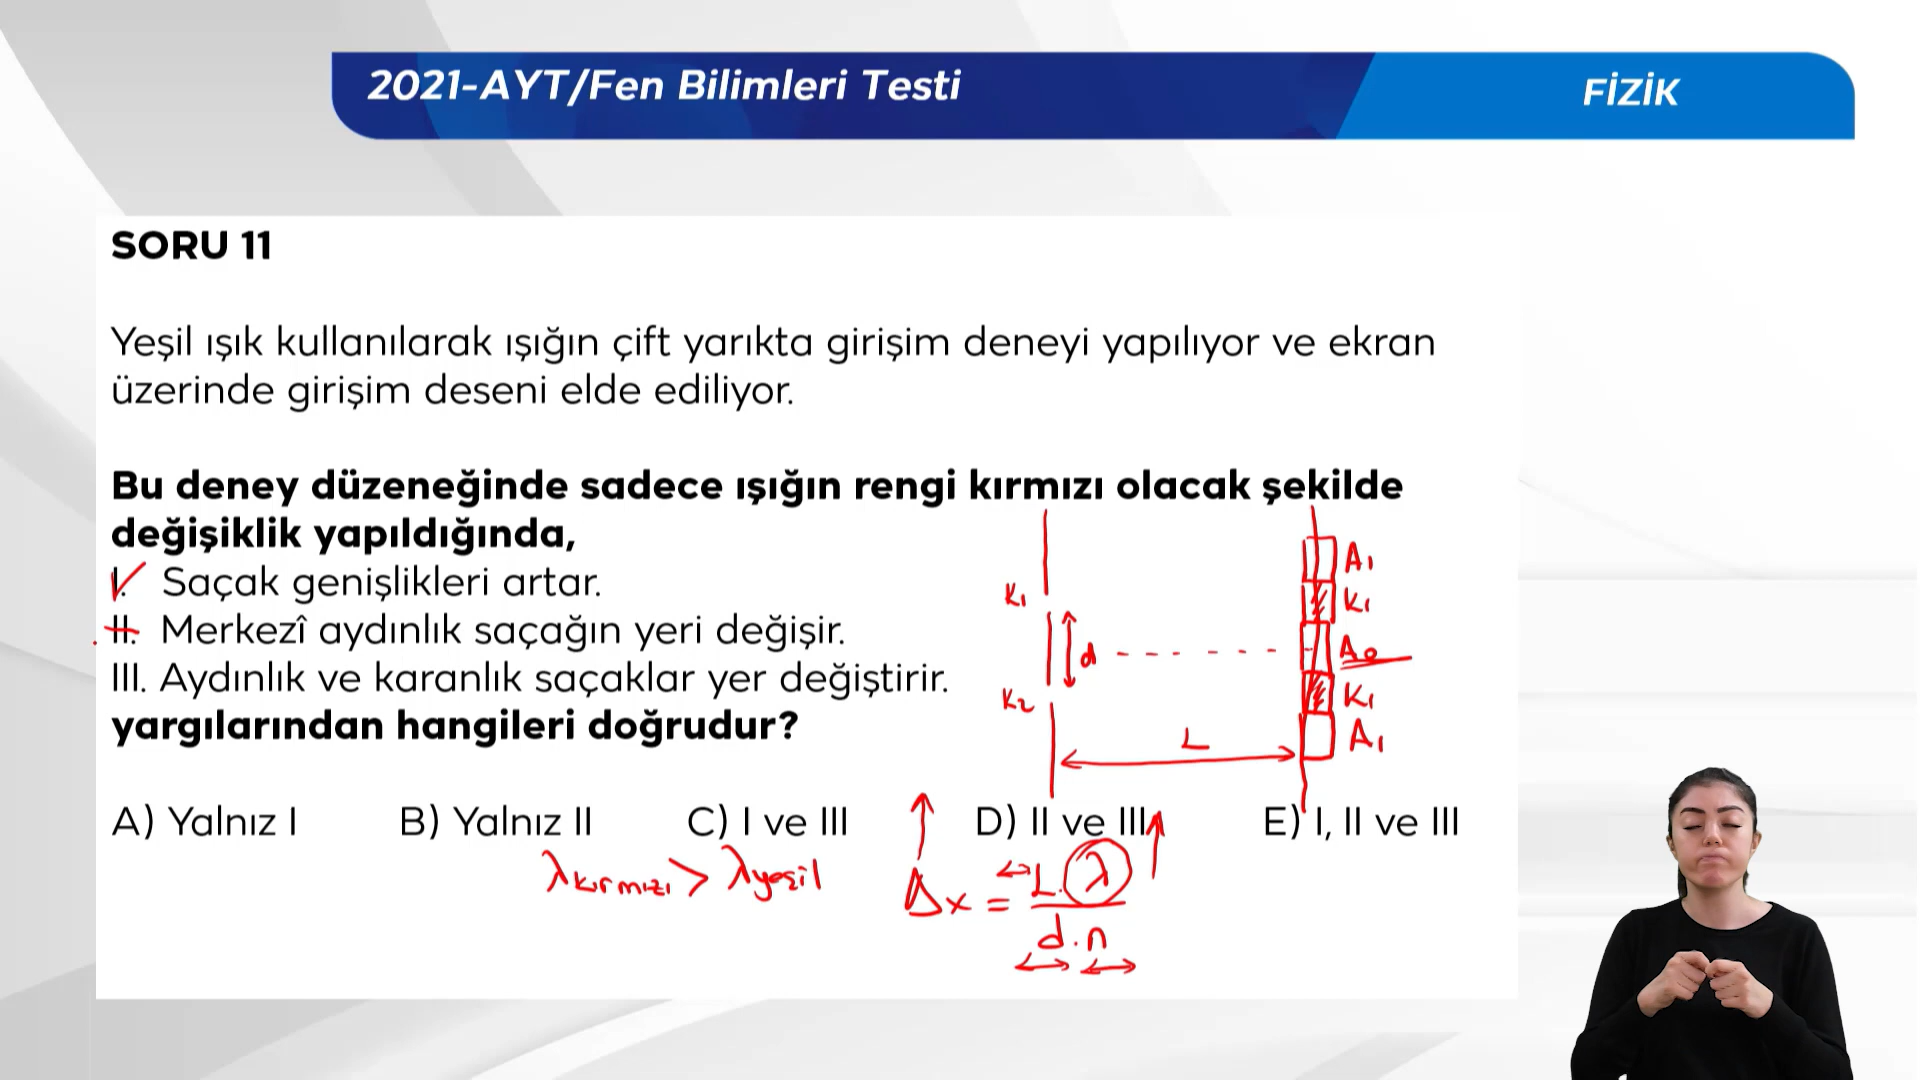 2021-AYT/Fen Bilimleri Testi
FİZİK
SORU 11
Yeşil ışık kullanılarak ışığın çift yarıkta girişim deneyi yapılıyor ve ekran
üzerinde girişim deseni elde ediliyor.
Bu deney düzeneğinde sadece ışığın rengi kırmızı olacak şekilde
değişiklik yapıldığında,
I. Saçak genişlikleri artar.
II. Merkezî aydınlık saçağın yeri değişir.
III. Aydınlık ve karanlık saçaklar yer değiştirir.
yargılarından hangileri doğrudur?
K₁
d
K₂
L
A₁
K₁
A₀
K₁
A₁
A) Yalnız I B) Yalnız II C) I ve III D) II ve III E) I, II ve III
λkırmızı > λyeşil
Δx = L.λ
d.n